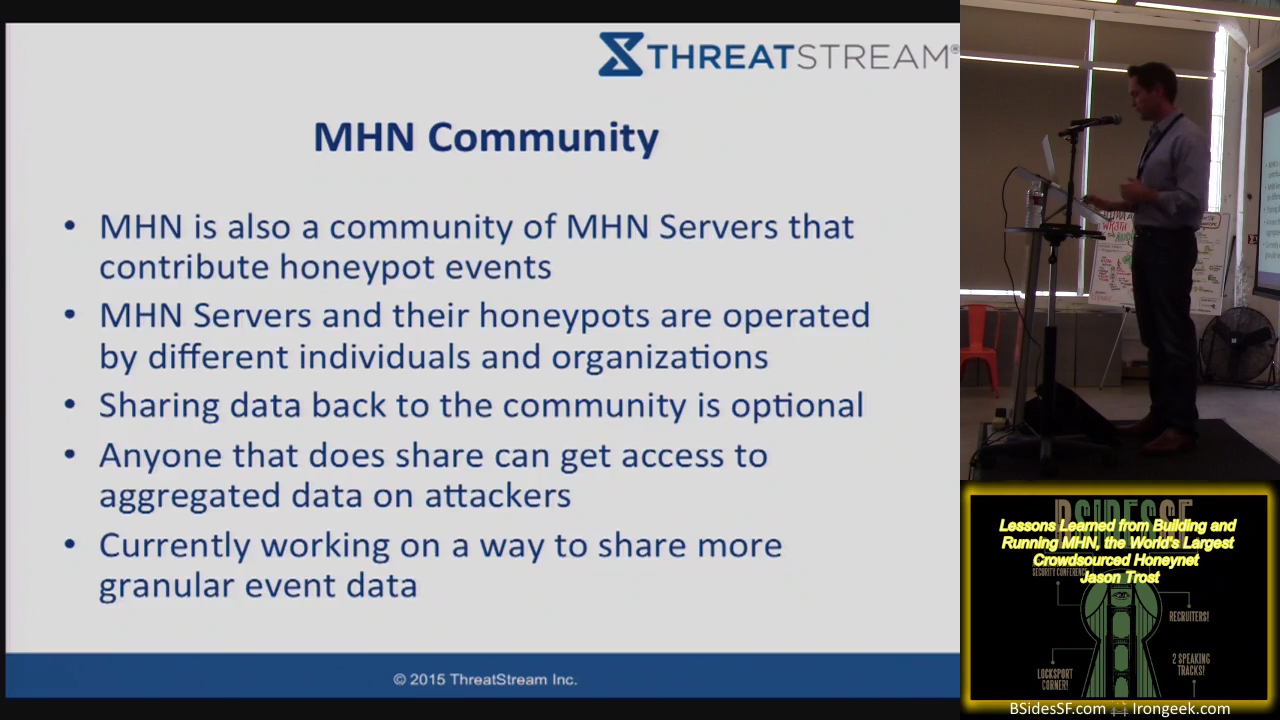 THREATSTREAM®
MHN Community
• MHN is also a community of MHN Servers that
contribute honeypot events
• MHN Servers and their honeypots are operated
by different individuals and organizations
• Sharing data back to the community is optional
• Anyone that does share can get access to
aggregated data on attackers
• Currently working on a way to share more
granular event data
© 2015 ThreatStream Inc.
BSIDESSF
Lessons Learned from Building and
Running MHN, the World's Largest
Crowdsourced Honeynet
Jason Trost
SECURITY CONFERENCE
RECRUITERS!
LOCKSPORT
CORNER!
2 SPEAKING
TRACKS!
BSidesSF.com Irongeek.com